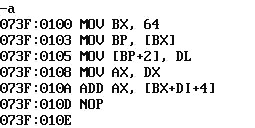 -a
073F:0100 MOV BX, 64
073F:0103 MOV BP, [BX]
073F:0105 MOV [BP+2], DL
073F:0108 MOV AX, DX
073F:010A ADD AX, [BX+DI+4]
073F:010D NOP
073F:010E